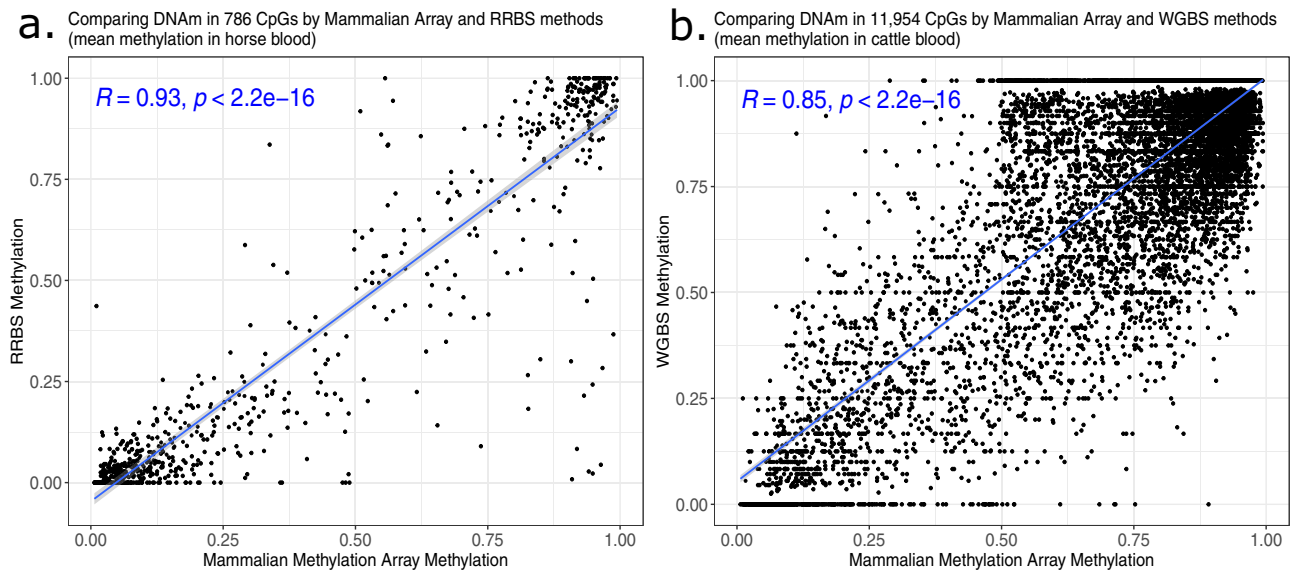 a.
Comparing DNAm in 786 CpGs by Mammalian Array and RRBS methods
(mean methylation in horse blood)
R = 0.93, p < 2.2e−16
1.00
0.75
0.50
0.25
0.00
RRBS Methylation
0.00 0.25 0.50 0.75 1.00
Mammalian Methylation Array Methylation
b.
Comparing DNAm in 11,954 CpGs by Mammalian Array and WGBS methods
(mean methylation in cattle blood)
R = 0.85, p < 2.2e−16
1.00
0.75
0.50
0.25
0.00
WGBS Methylation
0.00 0.25 0.50 0.75 1.00
Mammalian Methylation Array Methylation